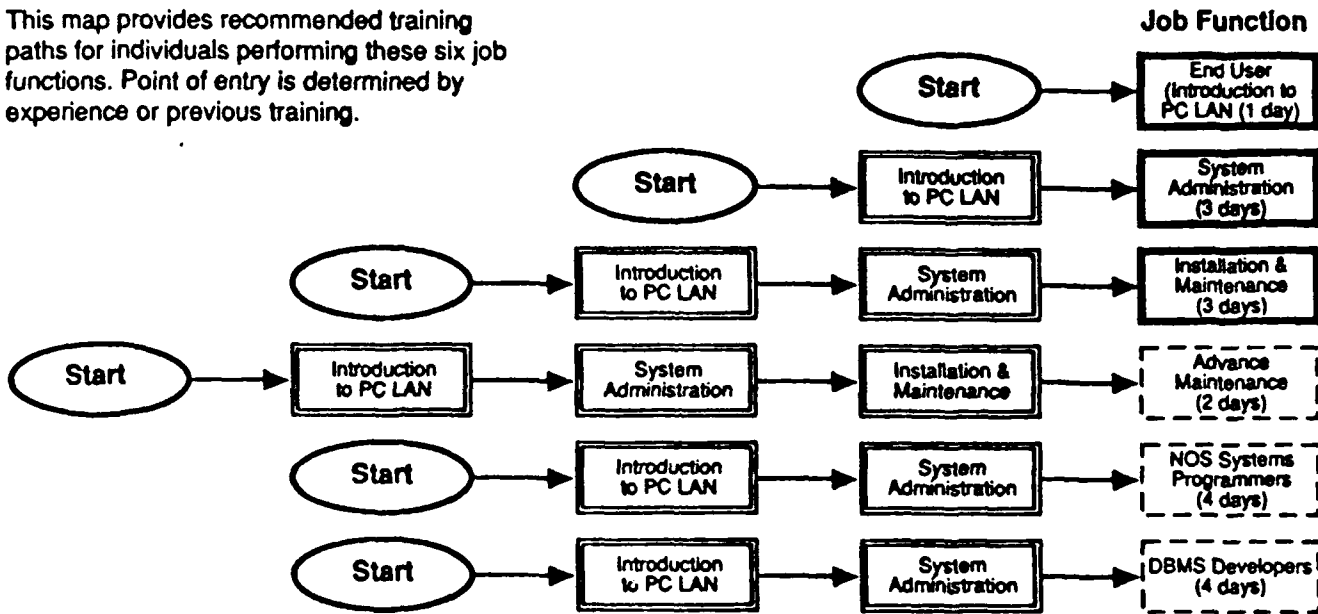 This map provides recommended training
paths for individuals performing these six job
functions. Point of entry is determined by
experience or previous training.
Job Function
Start
End User
(Introduction to
PC LAN (1 day)
Start
Introduction
to PC LAN
System
Administration
(3 days)
Start
Introduction
to PC LAN
System
Administration
Installation &
Maintenance
(3 days)
Start
Introduction
to PC LAN
System
Administration
Installation &
Maintenance
Advance
Maintenance
(2 days)
Start
Introduction
to PC LAN
System
Administration
NOS Systems
Programmers
(4 days)
Start
Introduction
to PC LAN
System
Administration
DBMS Developers
(4 days)